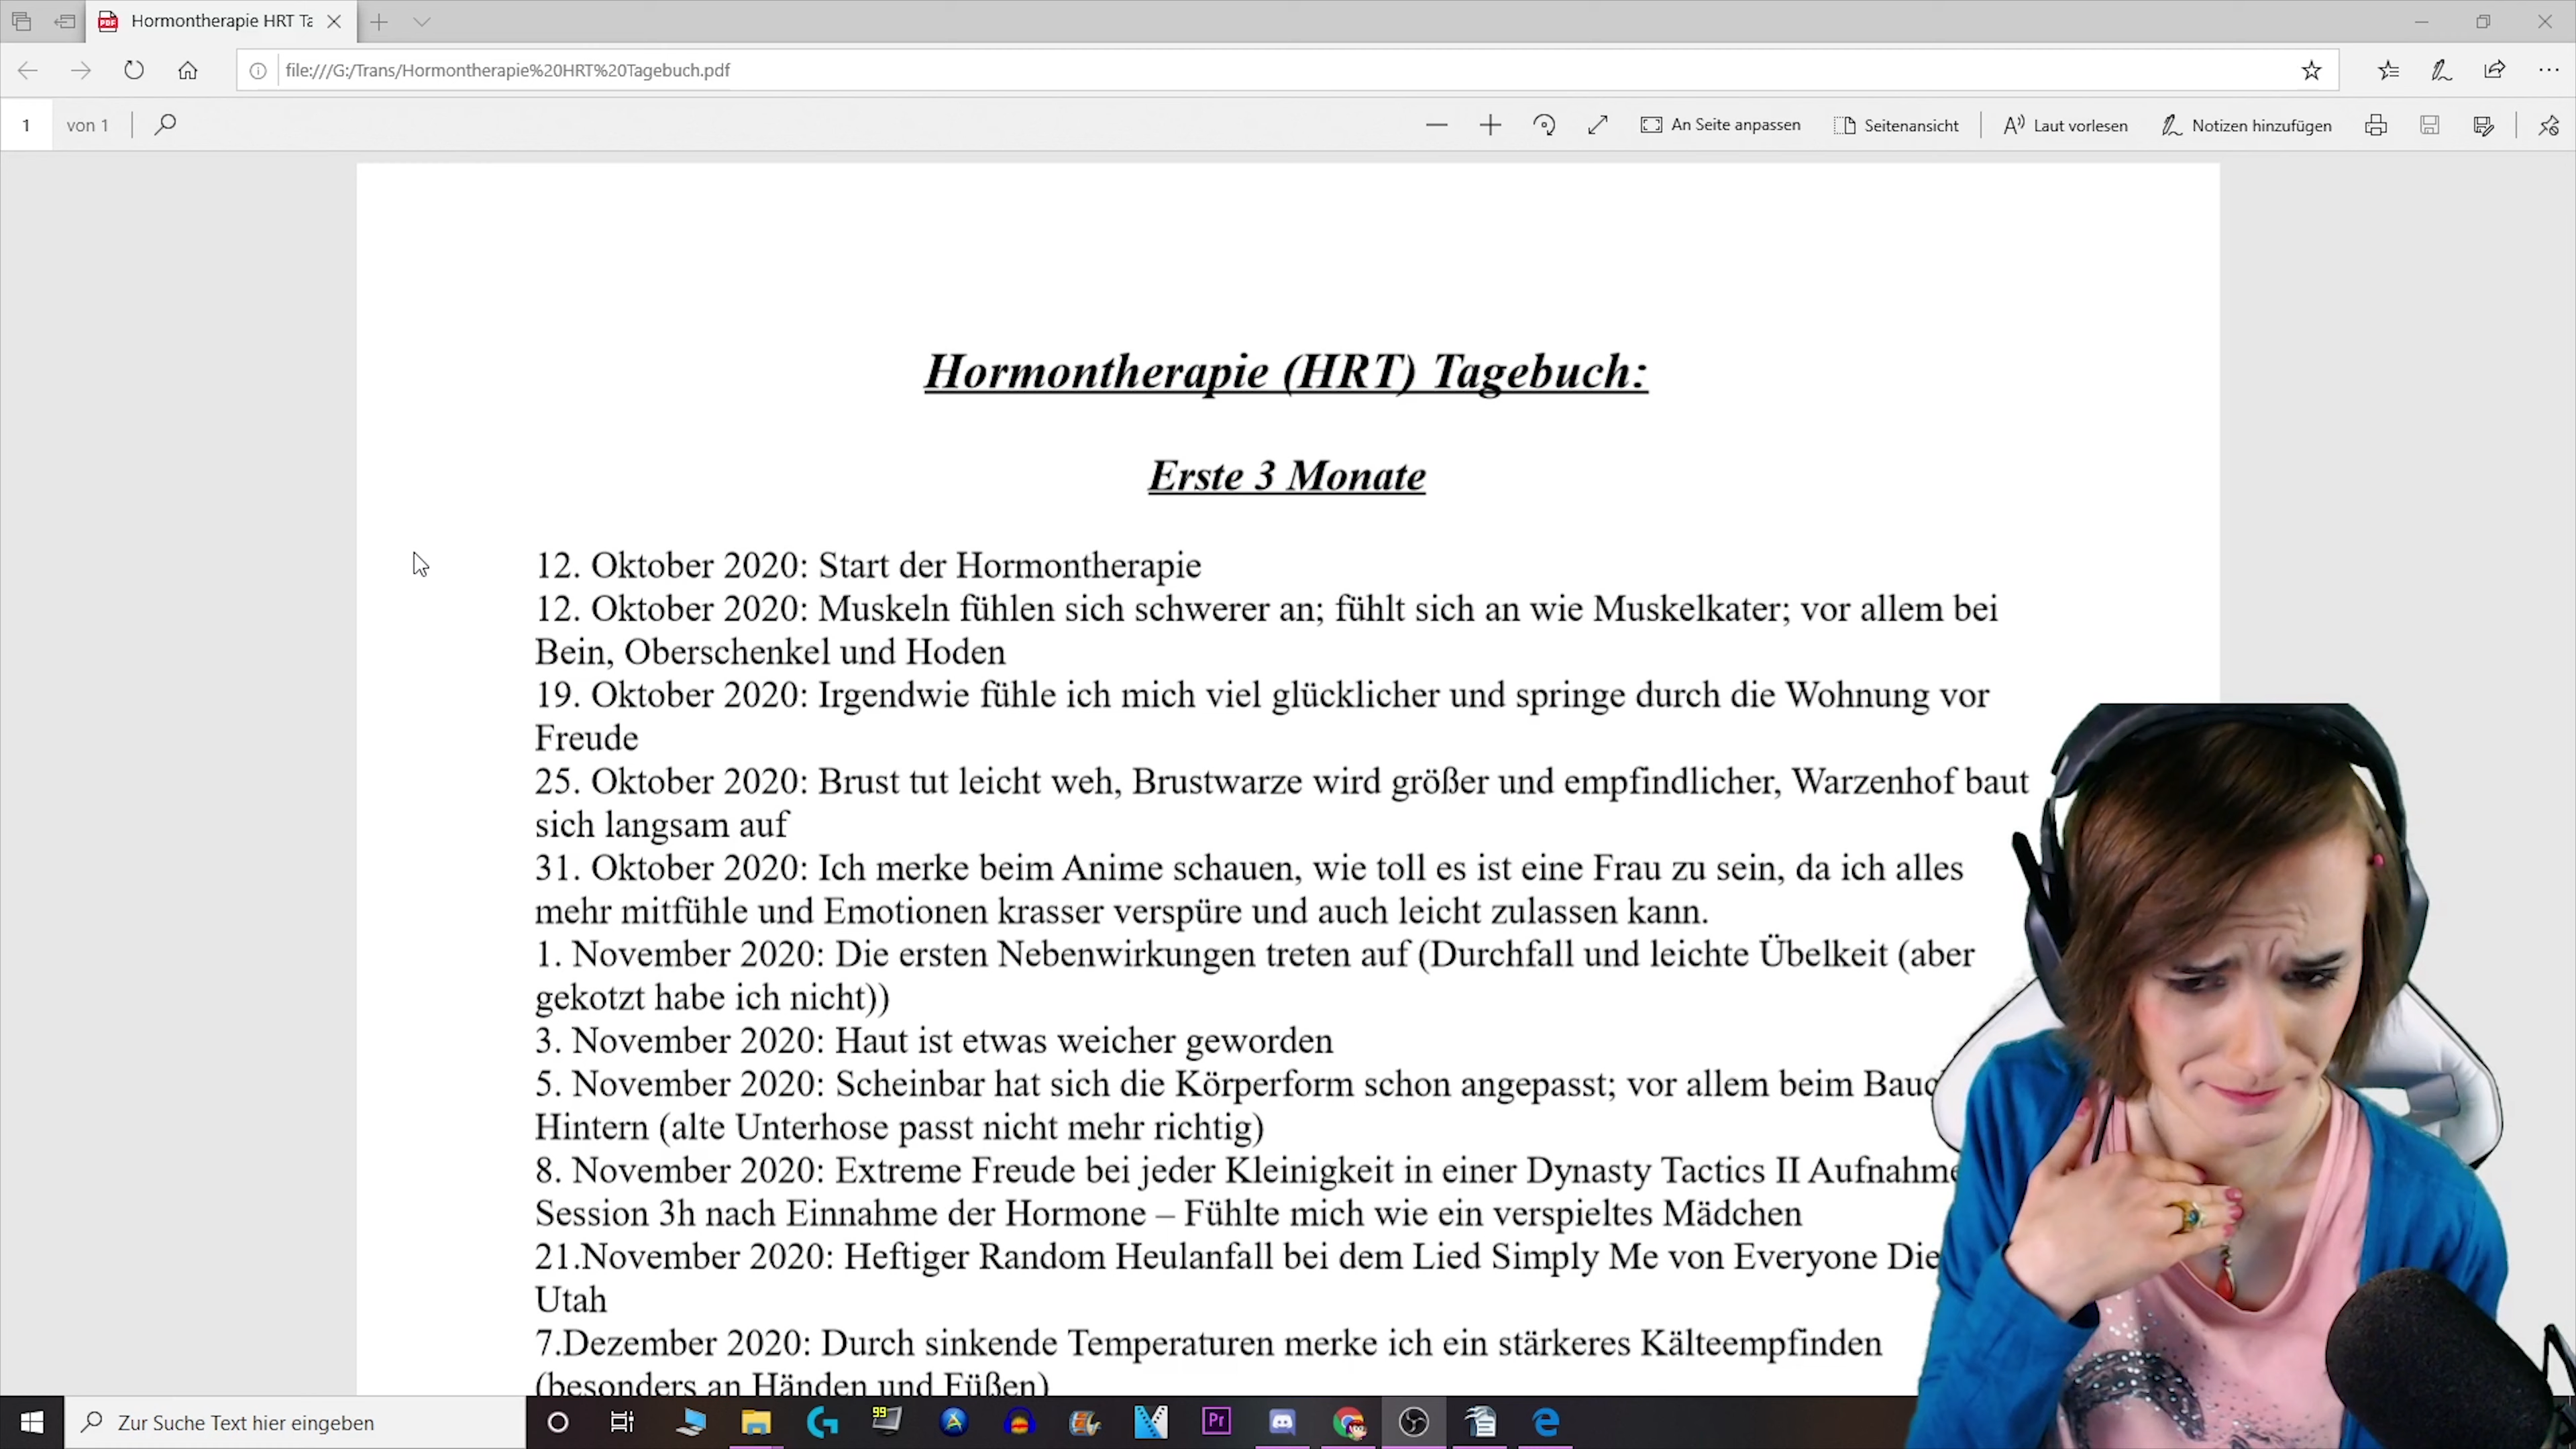 Hormontherapie HRT Ta
file:///G:/Trans/Hormontherapie%20HRT%20Tagebuch.pdf
1 von 1
An Seite anpassen
Seitenansicht
Laut vorlesen
Notizen hinzufügen
Hormontherapie (HRT) Tagebuch:
Erste 3 Monate
12. Oktober 2020: Start der Hormontherapie
12. Oktober 2020: Muskeln fühlen sich schwerer an; fühlt sich an wie Muskelkater; vor allem bei
Bein, Oberschenkel und Hoden
19. Oktober 2020: Irgendwie fühle ich mich viel glücklicher und springe durch die Wohnung vor
Freude
25. Oktober 2020: Brust tut leicht weh, Brustwarze wird größer und empfindlicher, Warzenhof baut
sich langsam auf
31. Oktober 2020: Ich merke beim Anime schauen, wie toll es ist eine Frau zu sein, da ich alles
mehr mitfühle und Emotionen krasser verspüre und auch leicht zulassen kann.
1. November 2020: Die ersten Nebenwirkungen treten auf (Durchfall und leichte Übelkeit (aber
gekotzt habe ich nicht))
3. November 2020: Haut ist etwas weicher geworden
5. November 2020: Scheinbar hat sich die Körperform schon angepasst; vor allem beim Bauc
Hintern (alte Unterhose passt nicht mehr richtig)
8. November 2020: Extreme Freude bei jeder Kleinigkeit in einer Dynasty Tactics II Aufnahme
Session 3h nach Einnahme der Hormone – Fühlte mich wie ein verspieltes Mädchen
21.November 2020: Heftiger Random Heulanfall bei dem Lied Simply Me von Everyone Die
Utah
7.Dezember 2020: Durch sinkende Temperaturen merke ich ein stärkeres Kälteempfinden
(besonders an Händen und Füßen)
Zur Suche Text hier eingeben
99
Pr